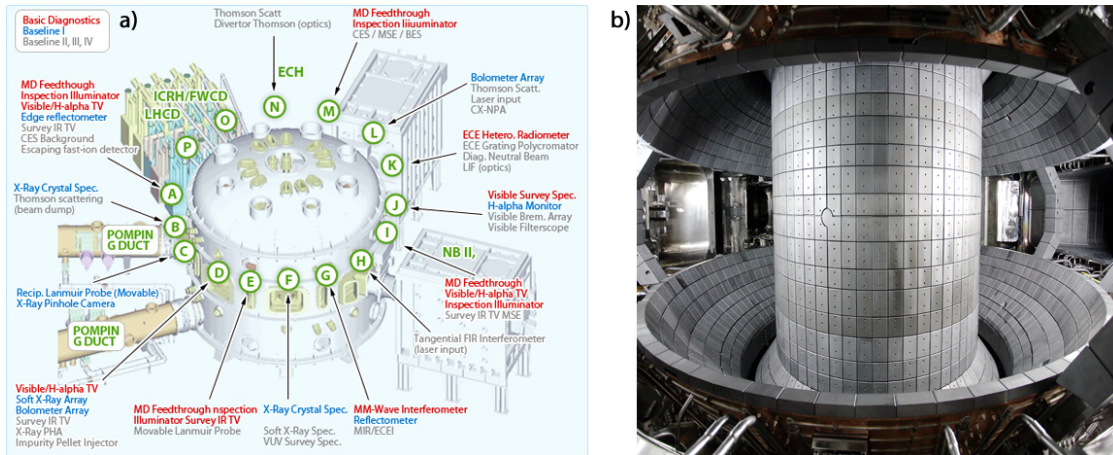 a)
b)
Basic Diagnostics
Baseline I
Baseline II, III, IV
Thomson Scatt
Divertor Thomson (optics)
MD Feedthrough
Inspection Iiiuuminator
CES / MSE / BES
ECH
N
M
MD Feedthough
Inspection Illuminator
Visible/H-alpha TV
Edge reflectometer
Survey IR TV
CES Background
Escaping fast-ion detector
ICRH/FWCD
LHCD
O
P
L
Bolometer Array
Thomson Scatt.
Laser input
CX-NPA
K
ECE Hetero. Radiometer
ECE Grating Polycromator
Diag. Neutral Beam
LIF (optics)
A
X-Ray Crystal Spec.
Thomson scattering
(beam dump)
B
J
Visible Survey Spec.
H-alpha Monitor
Visible Brem. Array
Visible Filterscope
I
POMPIN
G DUCT
C
D
E
F
G
H
NB II,
MD Feedthrough
Visible/H-alpha TV
Inspection Illuminator
Survey IR TV MSE
Recip. Lanmuir Probe (Movable)
X-Ray Pinhole Camera
POMPIN
G DUCT
Tangential FIR Interferometer
(laser input)
Visible/H-alpha TV
Soft X-Ray Array
Bolometer Array
Survey IR TV
X-Ray PHA
Impurity Pellet Injector
MD Feedthrough nspection
Illuminator Survey IR TV
Movable Lanmuir Probe
X-Ray Crystal Spec.
Soft X-Ray Spec.
VUV Survey Spec.
MM-Wave Interferometer
Reflectometer
MIR/ECEI